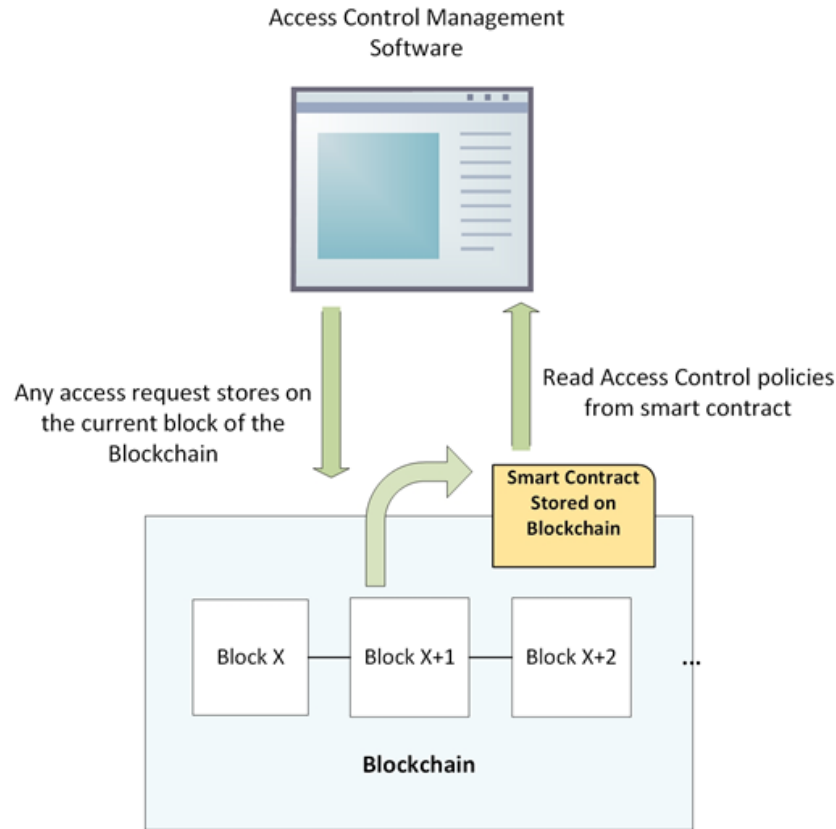 Access Control Management
Software
Any access request stores on
the current block of the
Blockchain
Read Access Control policies
from smart contract
Smart Contract
Stored on
Blockchain
Block X
Block X+1
Block X+2
...
Blockchain